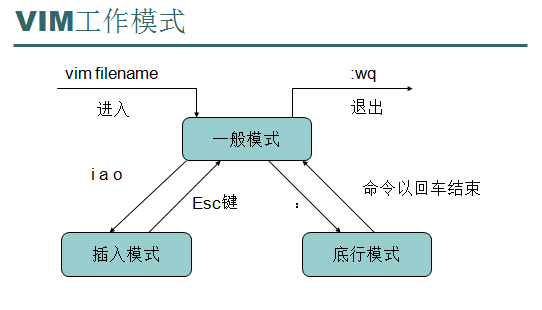 VIM工作模式
vim filename
:wq
进入
退出
一般模式
i a o
命令以回车结束
Esc键
：
插入模式
底行模式